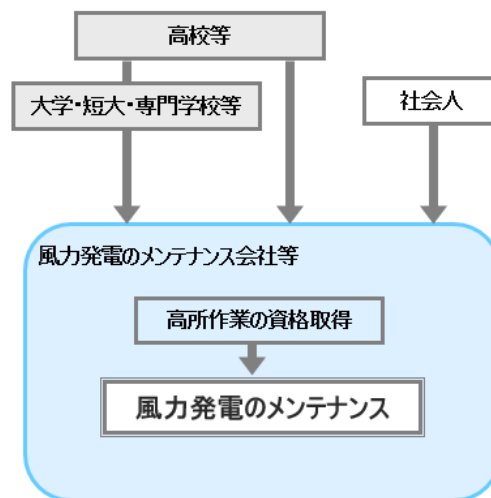 高校等
大学・短大・専門学校等
社会人
風力発電のメンテナンス会社等
高所作業の資格取得
風力発電のメンテナンス